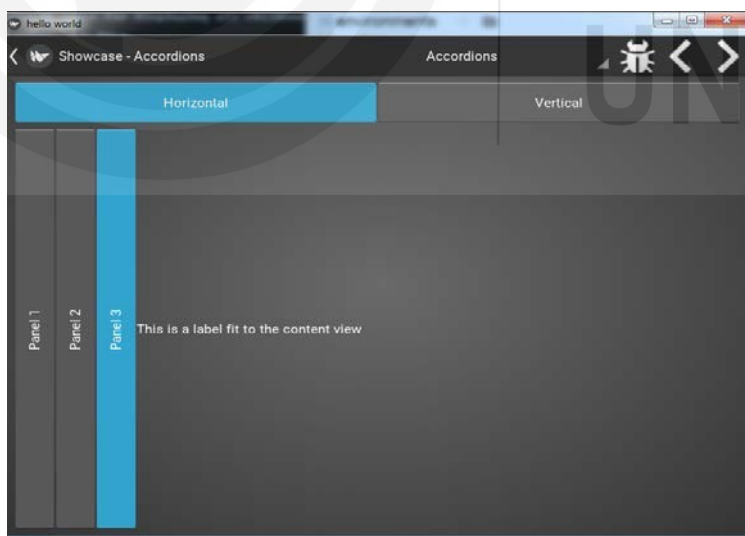 hello world
Showcase - Accordions
Accordions
UN
Horizontal
Vertical
Panel 1
Panel 2
Panel 3
This is a label fit to the content view